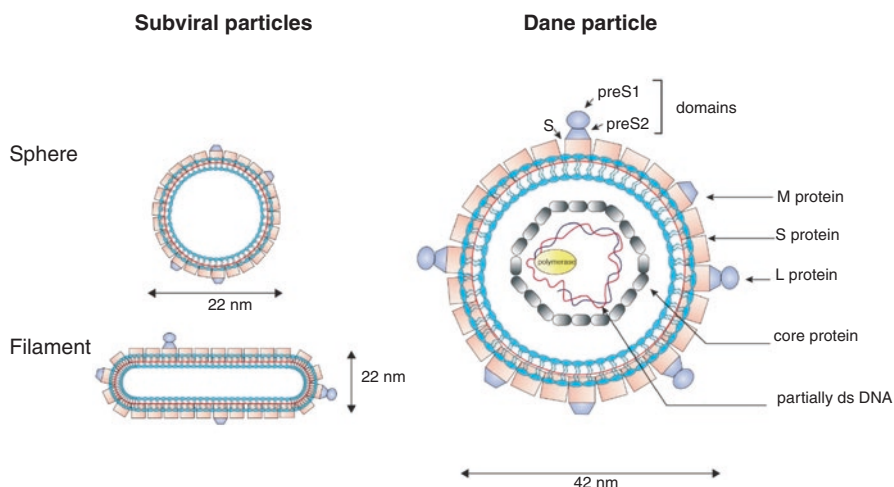 Subviral particles
Dane particle
preS1
preS2
domains
S
Sphere
M protein
S protein
L protein
22 nm
polymerase
core protein
Filament
22 nm
partially ds DNA
42 nm